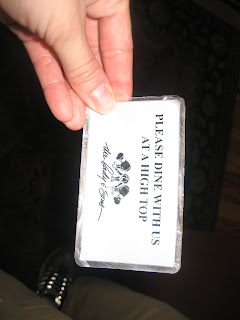 PLEASE DINE WITH US
AT A HIGH TOP